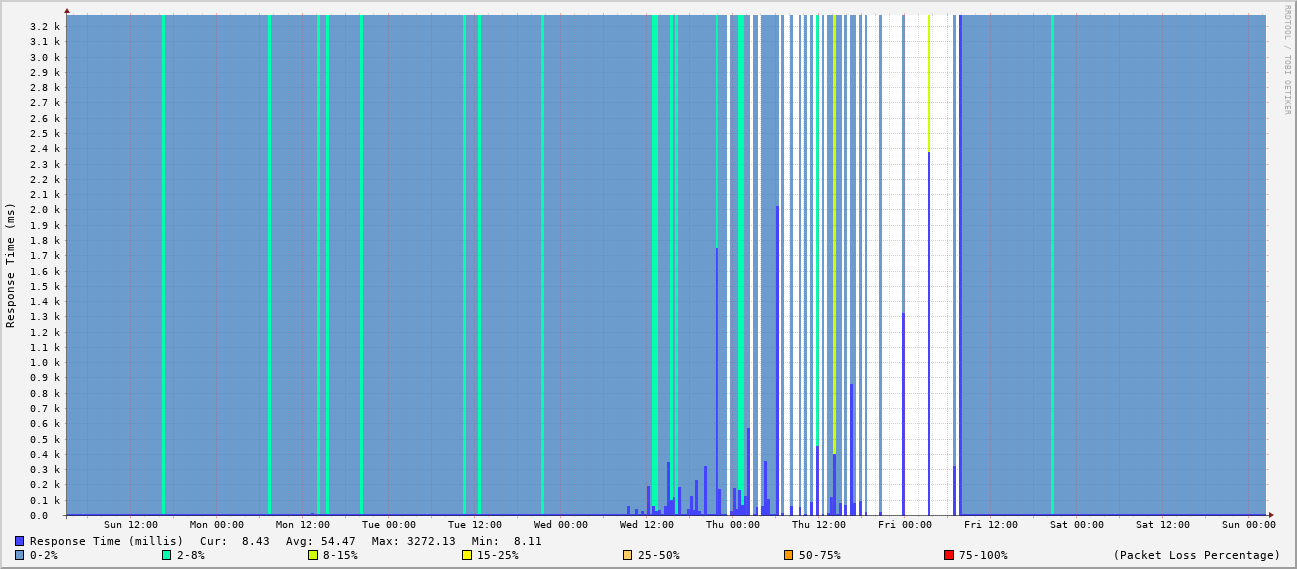 RRDTOOL / TOBI OETIKER
Response Time (ms)
3.2 k
3.1 k
3.0 k
2.9 k
2.8 k
2.7 k
2.6 k
2.5 k
2.4 k
2.3 k
2.2 k
2.1 k
2.0 k
1.9 k
1.8 k
1.7 k
1.6 k
1.5 k
1.4 k
1.3 k
1.2 k
1.1 k
1.0 k
0.9 k
0.8 k
0.7 k
0.6 k
0.5 k
0.4 k
0.3 k
0.2 k
0.1 k
0.0
Sun 12:00 Mon 00:00 Mon 12:00 Tue 00:00 Tue 12:00 Wed 00:00 Wed 12:00 Thu 00:00 Thu 12:00 Fri 00:00 Fri 12:00 Sat 00:00 Sat 12:00 Sun 00:00
Response Time (millis) Cur: 8.43 Avg: 54.47 Max: 3272.13 Min: 8.11
0-2% 2-8% 8-15% 15-25% 25-50% 50-75% 75-100% (Packet Loss Percentage)